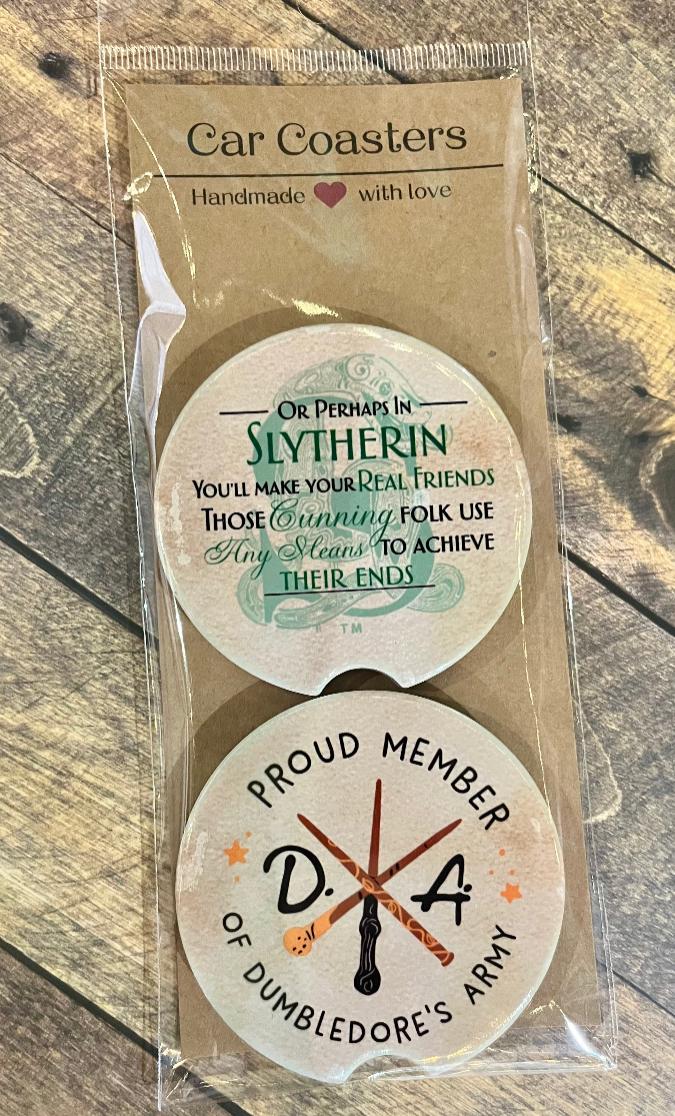 Car Coasters
Handmade ❤ with love
OR PERHAPS IN
SLYTHERIN
YOU'LL MAKE YOUR REAL FRIENDS
THOSE Cunning FOLK USE
Any Means TO ACHIEVE
THEIR ENDS
TM
PROUD MEMBER
D. A.
OF DUMBLEDORE'S ARMY